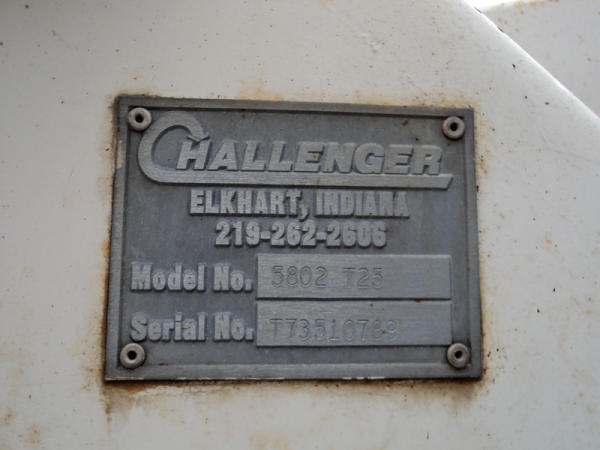 CHALLENGER
ELKHART, INDIANA
219-262-2606
Model No. 5802 T25
Serial No.